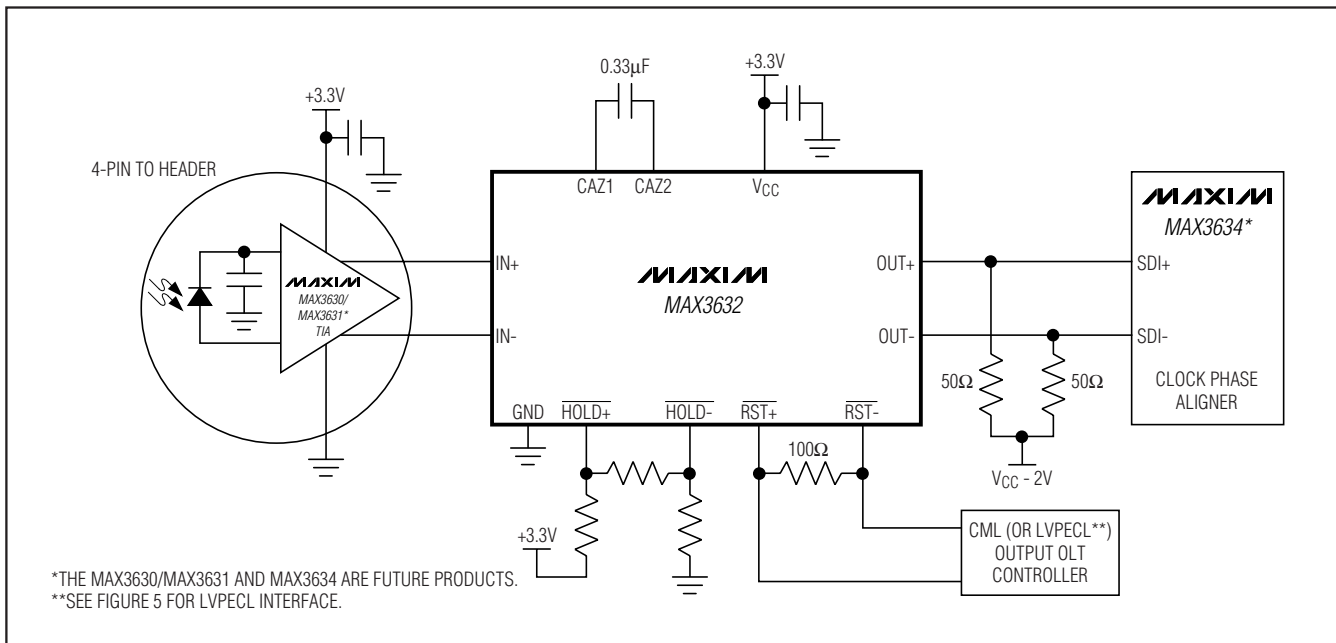 0.33µF
+3.3V
+3.3V
4-PIN TO HEADER
CAZ1
CAZ2
VCC
MAXIM
MAX3634*
MAXIM
MAX3630/
MAX3631*
TIA
IN+
IN-
MAXIM
MAX3632
OUT+
OUT-
SDI+
SDI-
CLOCK PHASE
ALIGNER
50Ω
50Ω
VCC - 2V
GND
HOLD+
HOLD-
RST+
RST-
100Ω
+3.3V
CML (OR LVPECL**)
OUTPUT OLT
CONTROLLER
*THE MAX3630/MAX3631 AND MAX3634 ARE FUTURE PRODUCTS.
**SEE FIGURE 5 FOR LVPECL INTERFACE.